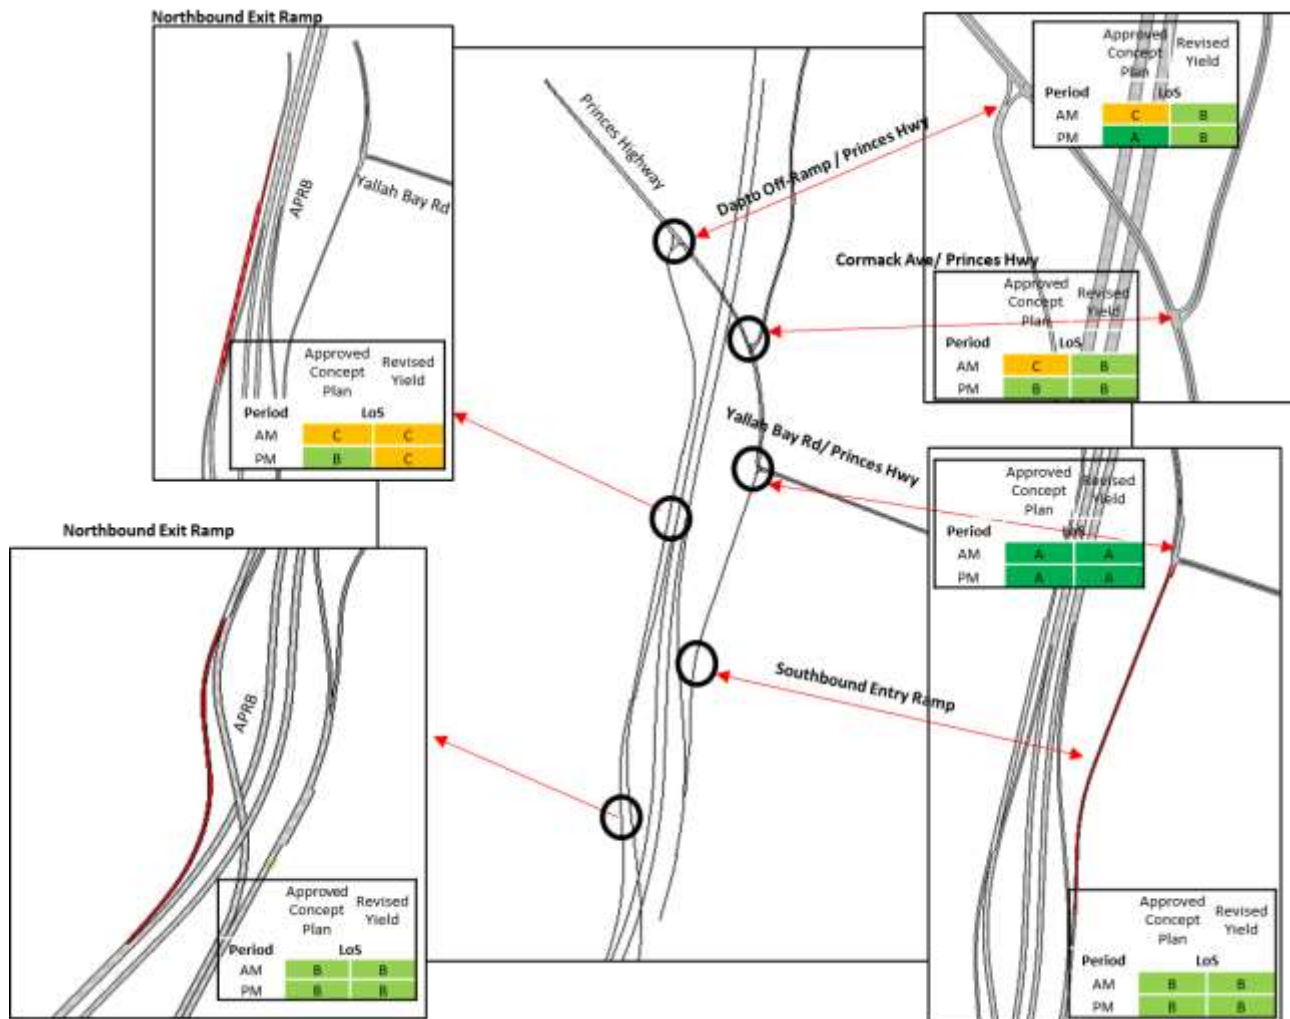 Northbound Exit Ramp
APRB
Yallah Bay Rd
Approved Concept Plan
Revised Yield
Period LoS
AM C C
PM B C
Northbound Exit Ramp
APRB
Approved Concept Plan
Revised Yield
Period LoS
AM B B
PM B B
Princes Highway
Dapto Off-Ramp / Princes Hwy
Cormack Ave/ Princes Hwy
Yallah Bay Rd/ Princes Hwy
Southbound Entry Ramp
Approved Concept Plan
Revised Yield
Period LoS
AM C B
PM A B
Approved Concept Plan
Revised Yield
Period LoS
AM C B
PM B B
Approved Concept Plan
Revised Yield
Period LoS
AM A A
PM A A
Approved Concept Plan
Revised Yield
Period LoS
AM B B
PM B B